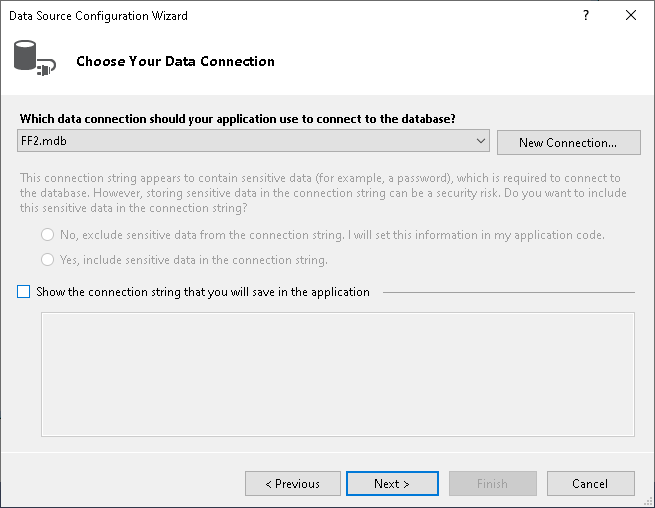 Data Source Configuration Wizard
?
Choose Your Data Connection
Which data connection should your application use to connect to the database?
FF2.mdb
New Connection...
This connection string appears to contain sensitive data (for example, a password), which is required to connect to
the database. However, storing sensitive data in the connection string can be a security risk. Do you want to include
this sensitive data in the connection string?
No, exclude sensitive data from the connection string. I will set this information in my application code.
Yes, include sensitive data in the connection string.
Show the connection string that you will save in the application
< Previous
Next >
Finish
Cancel